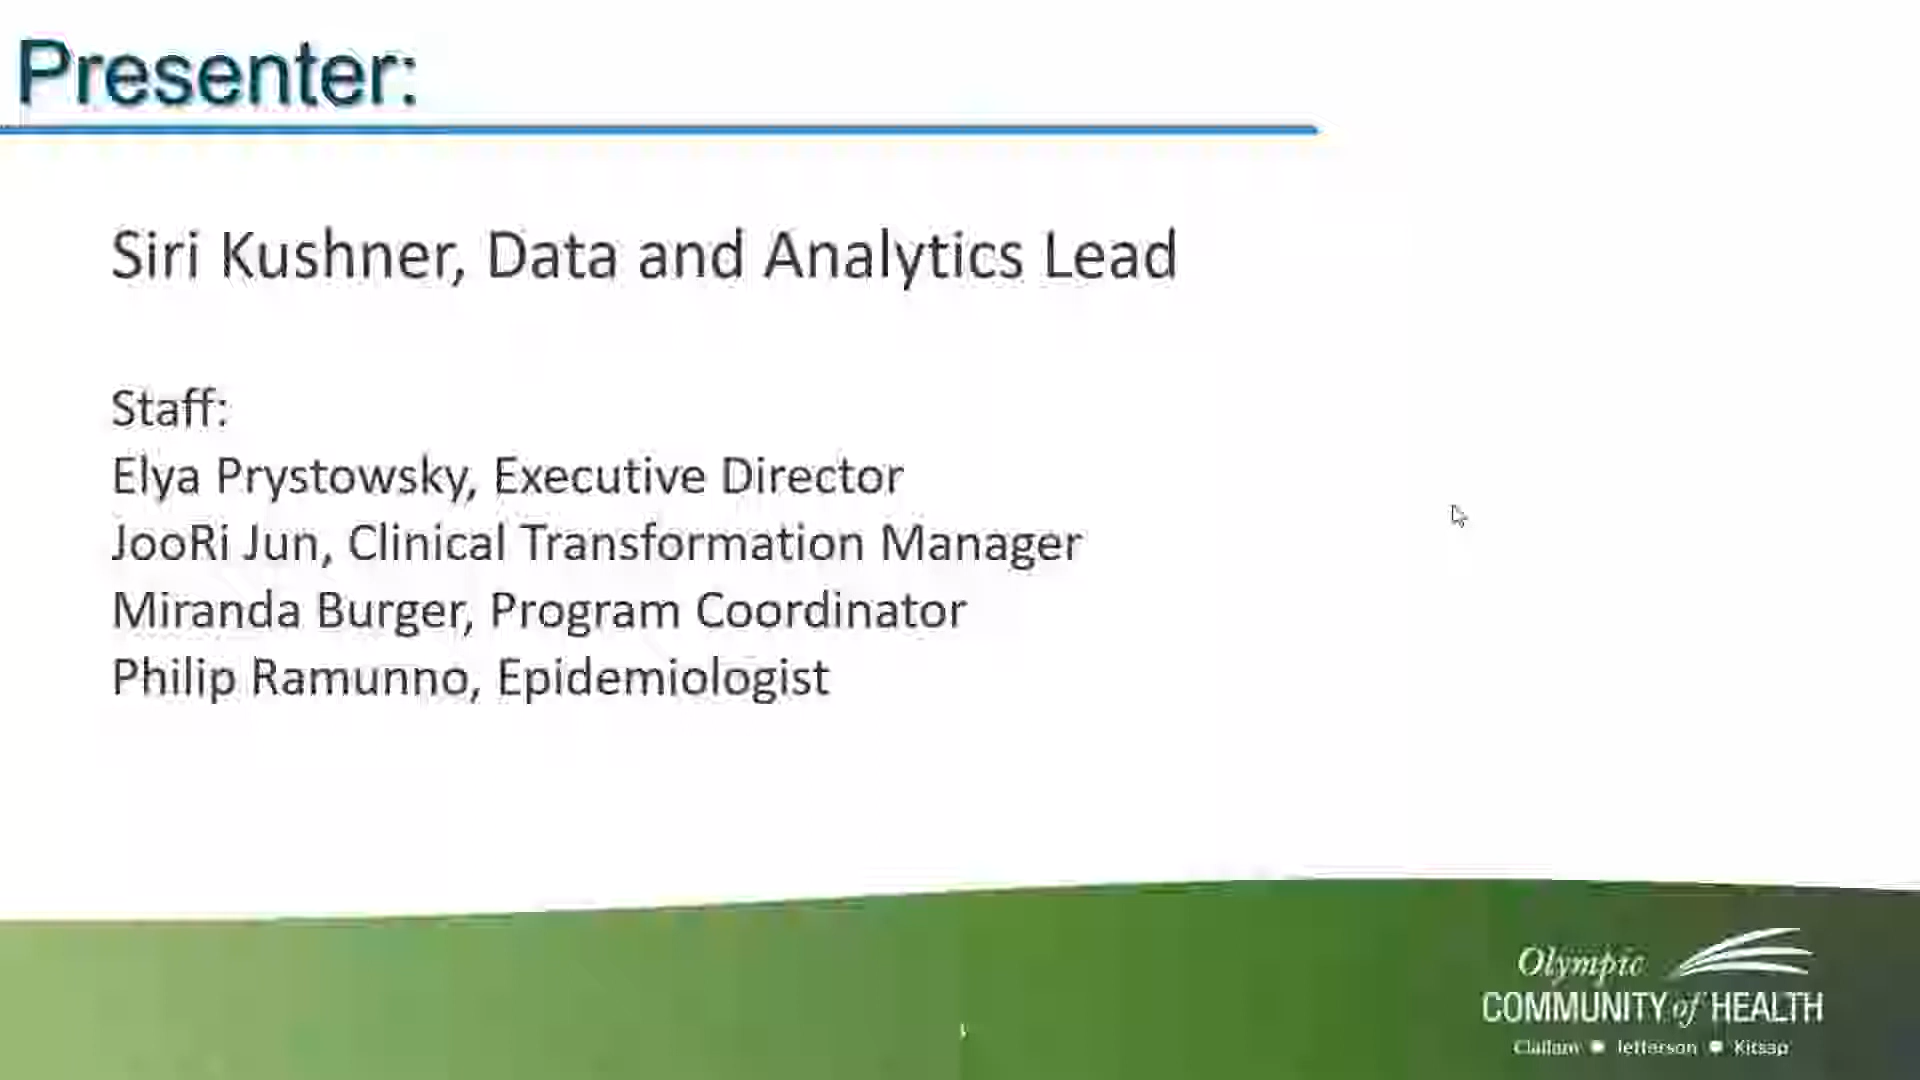 Presenter:
Siri Kushner, Data and Analytics Lead
Staff:
Elya Prystowsky, Executive Director
JooRi Jun, Clinical Transformation Manager
Miranda Burger, Program Coordinator
Philip Ramunno, Epidemiologist
Olympic
COMMUNITY of HEALTH
Clallam • Jefferson • Kitsap